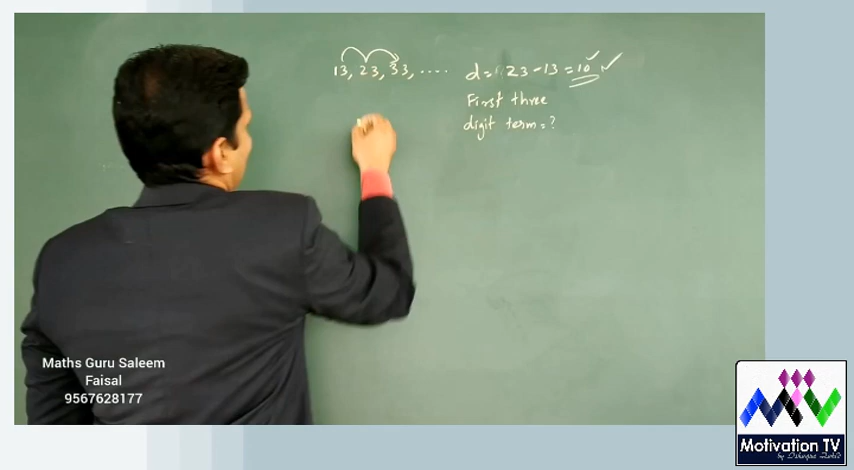 13, 23, 33, ....
d = 23 - 13 = 10
First three
digit term = ?
Maths Guru Saleem
Faisal
9567628177
Motivation TV